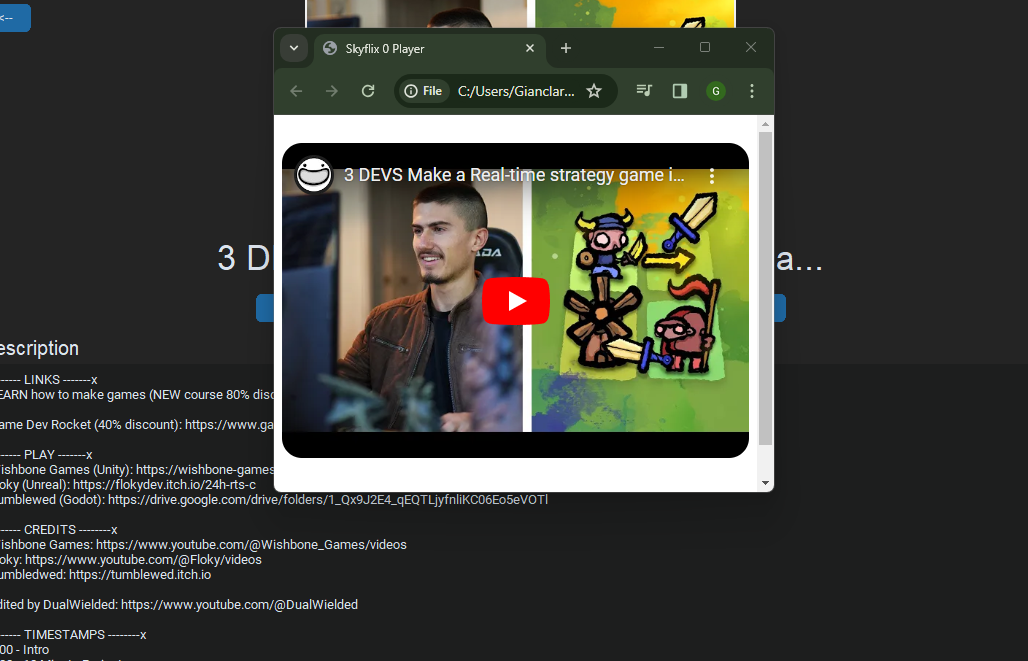 <--
Skyflix 0 Player
File
C:/Users/Gianclar...
G
3 DEVS Make a Real-time strategy game i...
3 D
a...
escription
------ LINKS -------x
EARN how to make games (NEW course 80% disc
ame Dev Rocket (40% discount): https://www.ga
------ PLAY -------x
ishbone Games (Unity): https://wishbone-games
oky (Unreal): https://flokydev.itch.io/24h-rts-c
umblewed (Godot): https://drive.google.com/drive/folders/1_Qx9J2E4_qEQTLjyfnliKC06Eo5eVOTl
------ CREDITS --------x
ishbone Games: https://www.youtube.com/@Wishbone_Games/videos
oky: https://www.youtube.com/@Floky/videos
umbledwed: https://tumblewed.itch.io
dited by DualWielded: https://www.youtube.com/@DualWielded
------ TIMESTAMPS --------x
00 - Intro